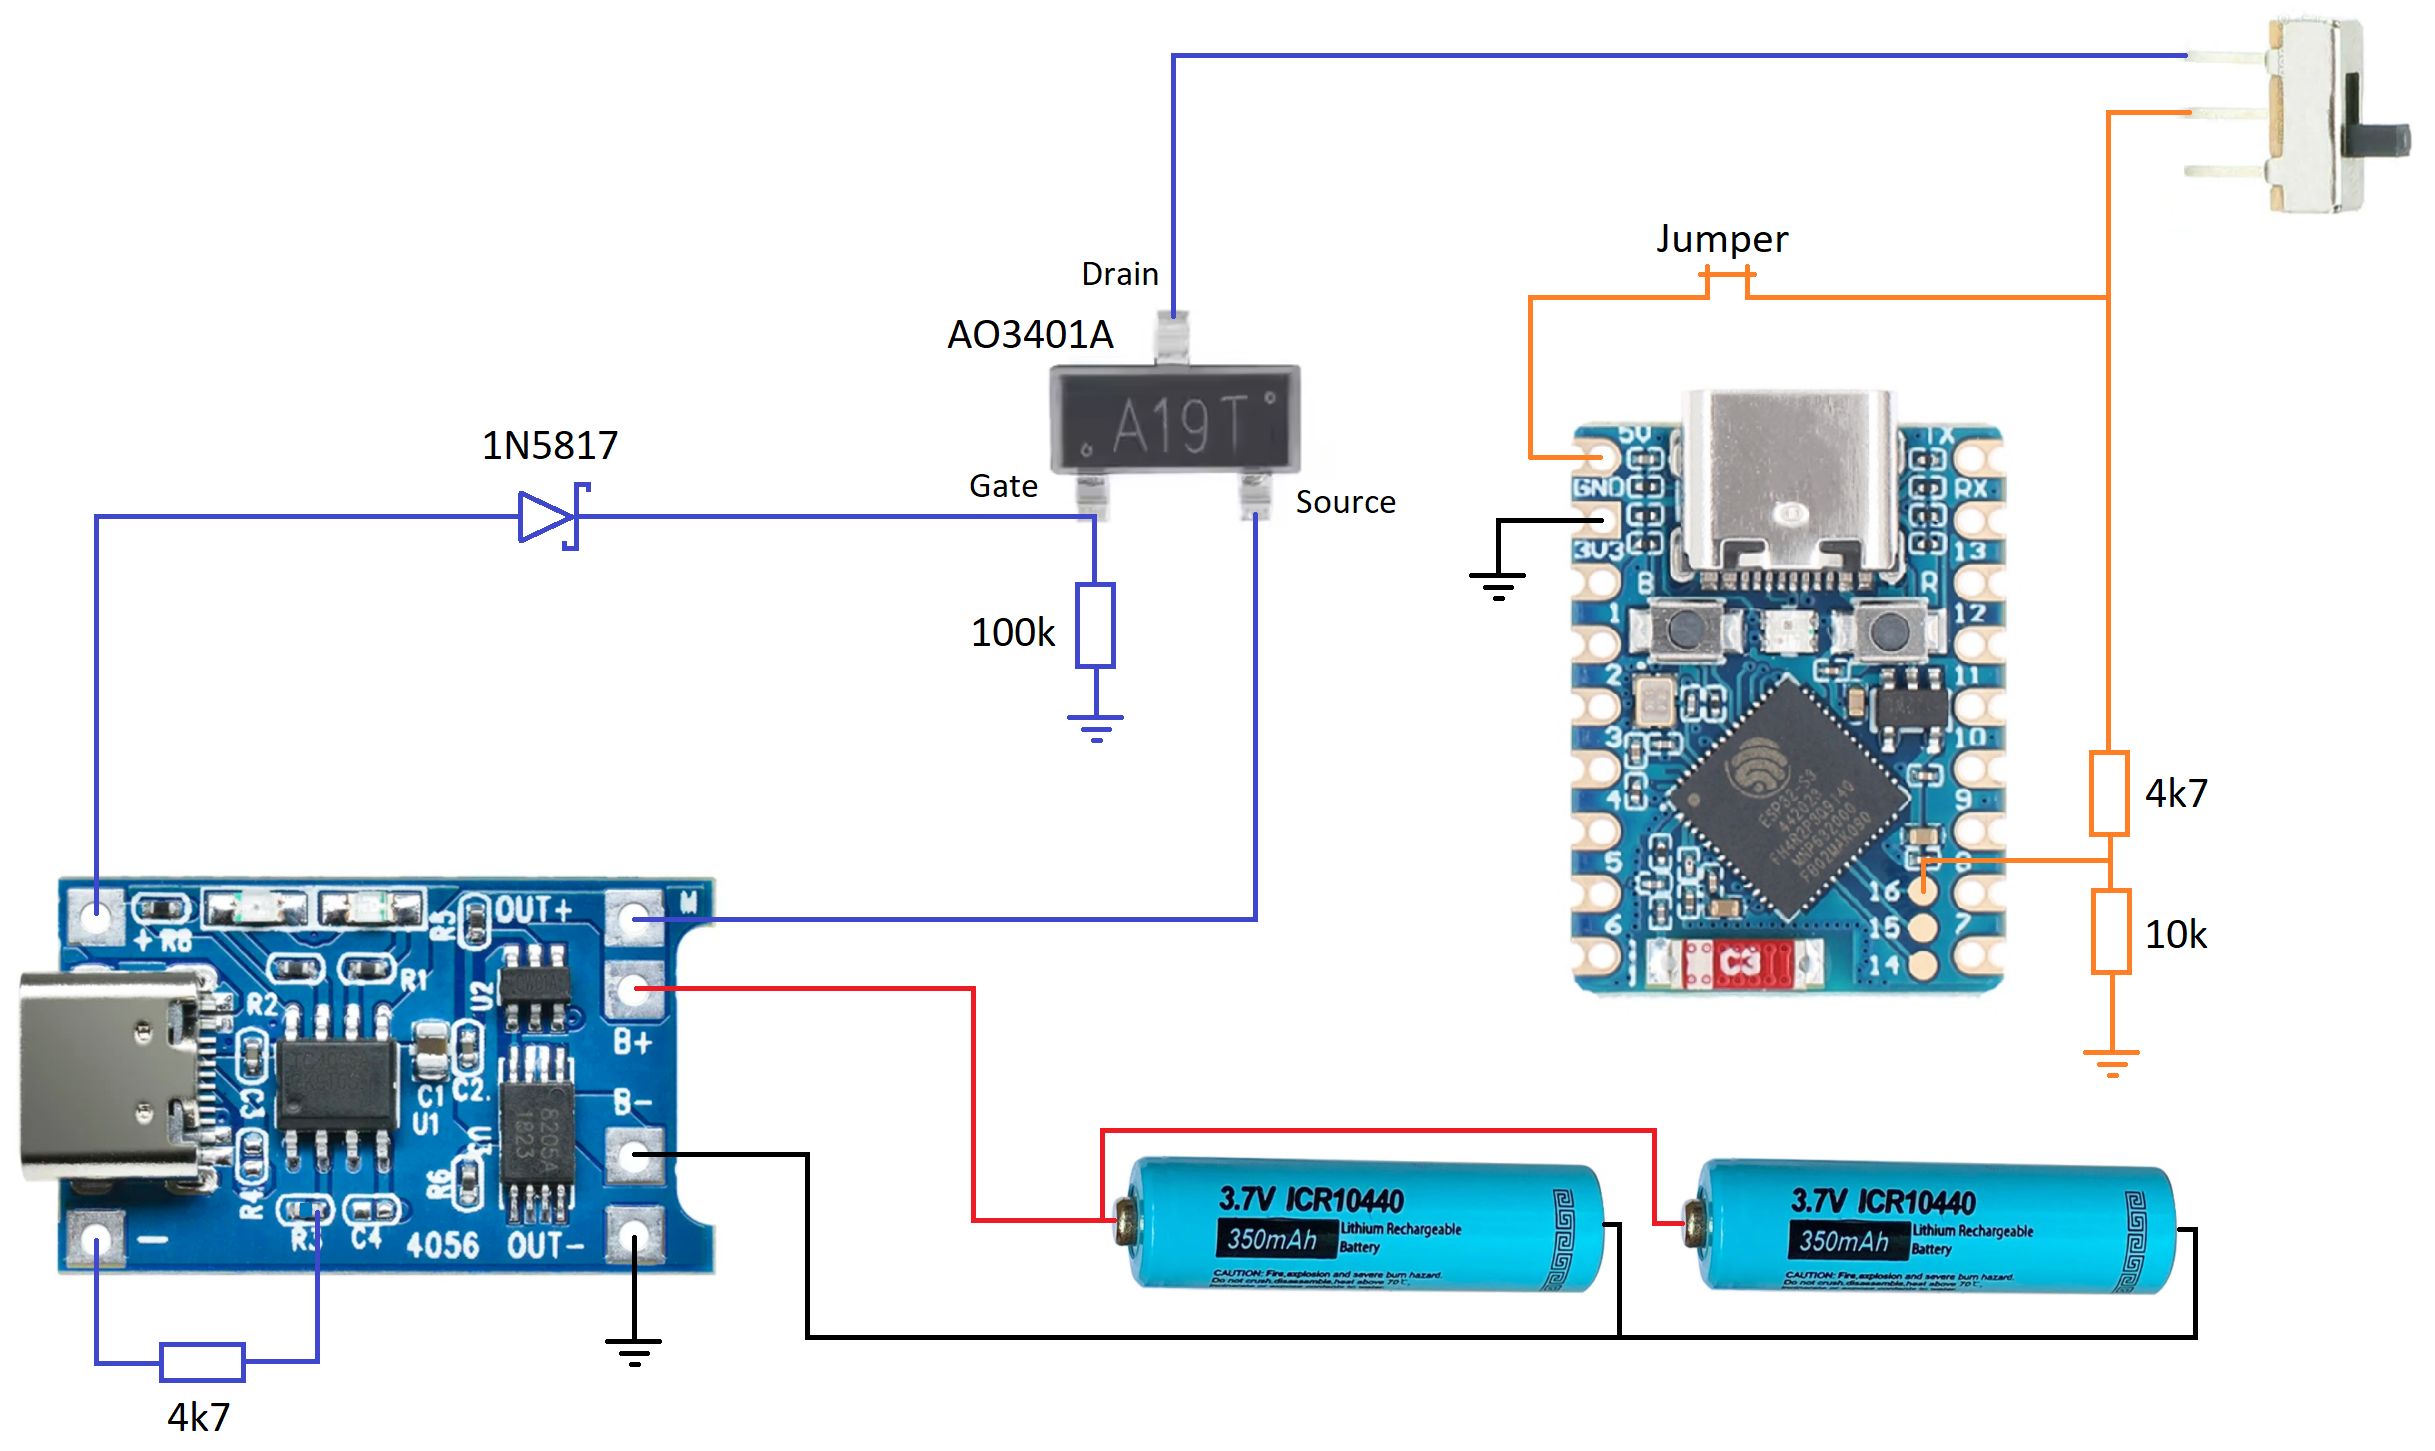 Jumper
Drain
AO3401A
A19T
Gate
Source
1N5817
100k
5V
TX
GND
RX
3V3
13
B
R
1
12
2
11
3
10
4
9
5
8
16
6
15
7
14
C3
ESP32-S3
4k7
10k
+
R8
R5
OUT+
M
R1
R2
U2
B+
C1
C2
U1
B-
8205A
1823
R4
R6
R3
C4
4056
OUT-
4k7
3.7V ICR10440
350mAh
Lithium Rechargeable
Battery
CAUTION: Fire,explosion and severe burn hazard.
3.7V ICR10440
350mAh
Lithium Rechargeable
Battery
CAUTION: Fire,explosion and severe burn hazard.